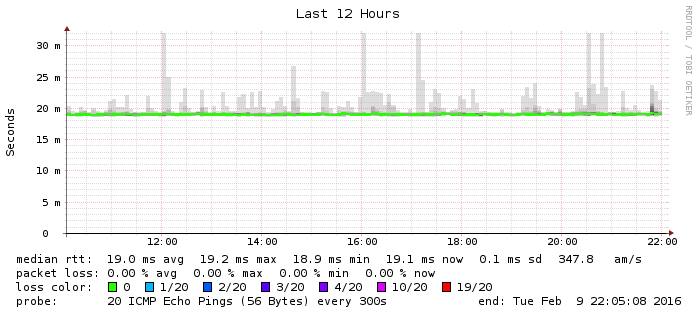 Last 12 Hours
RRDTOOL / TOBI OETIKER
Seconds
30 m
25 m
20 m
15 m
10 m
5 m
0
12:00 14:00 16:00 18:00 20:00 22:00
median rtt: 19.0 ms avg 19.2 ms max 18.9 ms min 19.1 ms now 0.1 ms sd 347.8 am/s
packet loss: 0.00 % avg 0.00 % max 0.00 % min 0.00 % now
loss color: 0 1/20 2/20 3/20 4/20 10/20 19/20
probe: 20 ICMP Echo Pings (56 Bytes) every 300s end: Tue Feb 9 22:05:08 2016